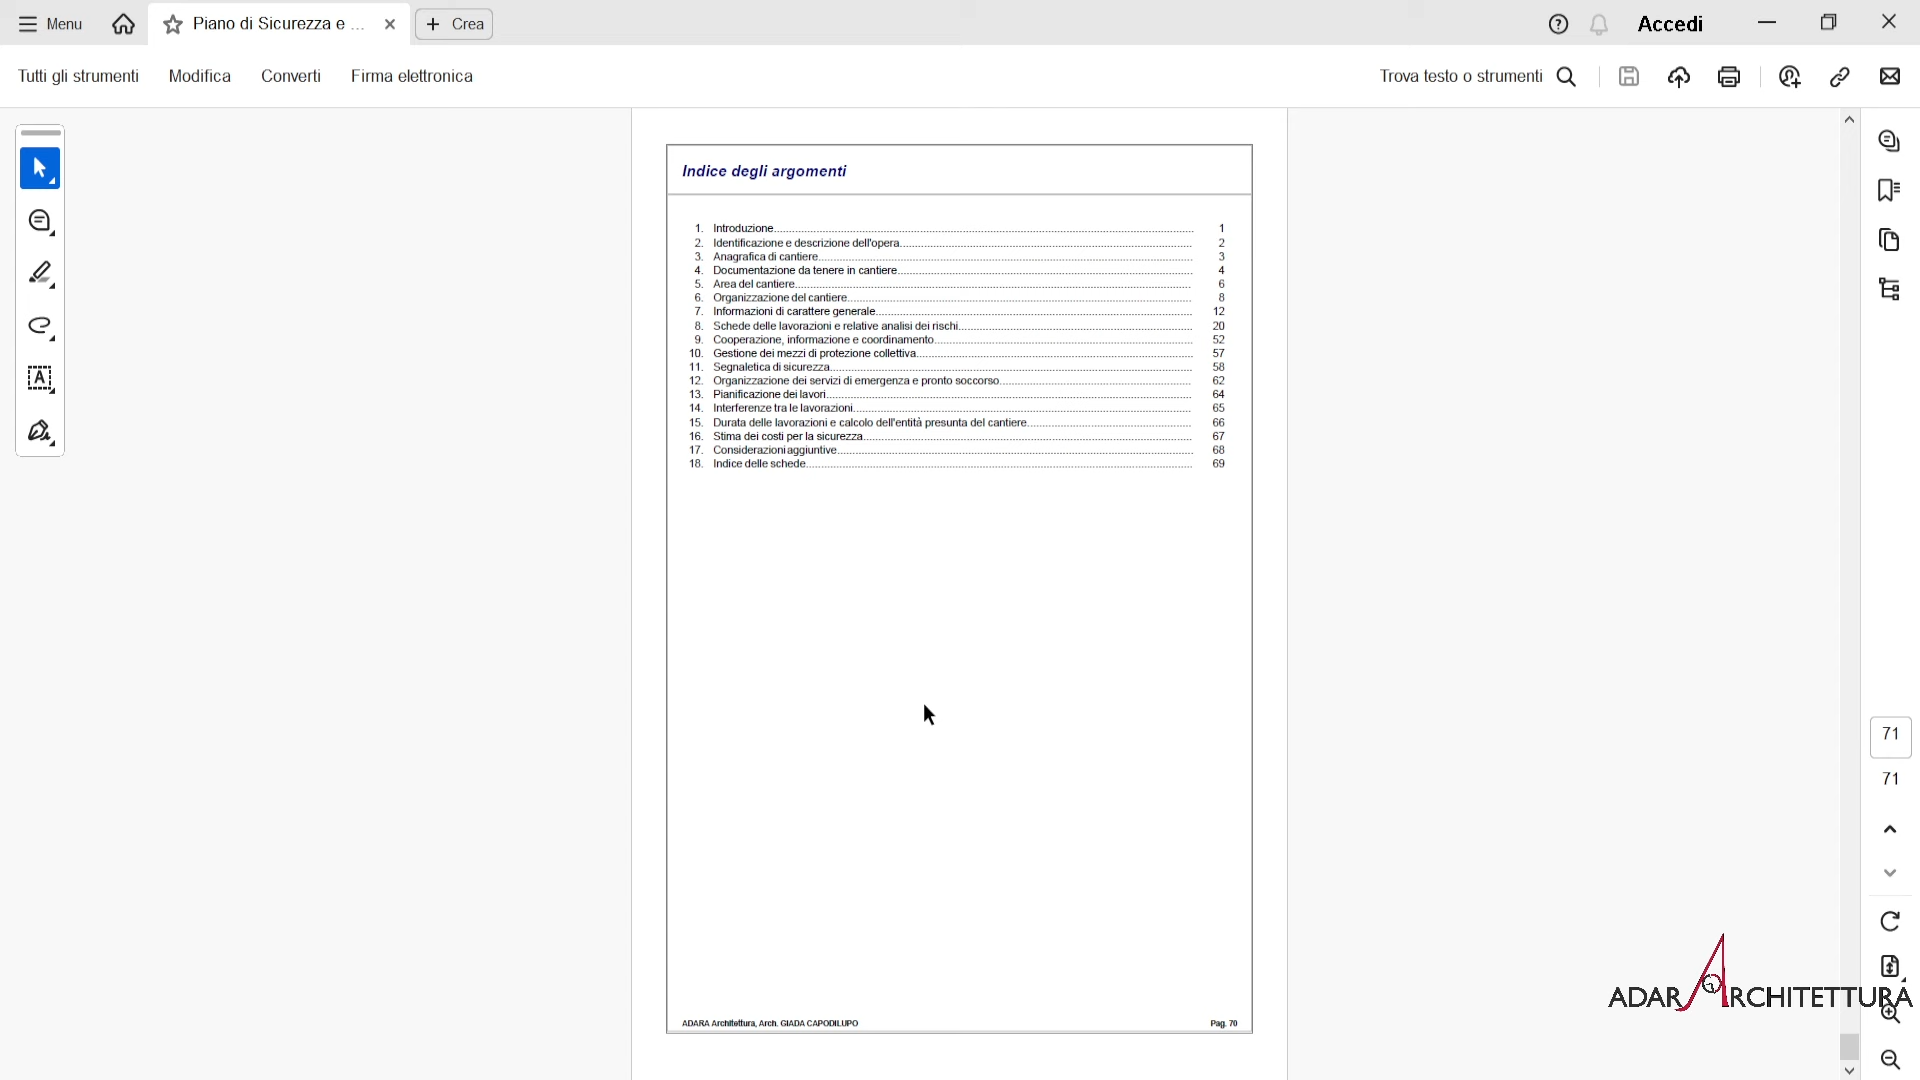 Menu
Piano di Sicurezza e ...
Crea
Accedi
Tutti gli strumenti
Modifica
Converti
Firma elettronica
Trova testo o strumenti
Indice degli argomenti
1. Introduzione 1
2. Identificazione e descrizione dell'opera 2
3. Anagrafica di cantiere 3
4. Documentazione da tenere in cantiere 4
5. Area del cantiere 6
6. Organizzazione del cantiere 8
7. Informazioni di carattere generale 12
8. Schede delle lavorazioni e relative analisi dei rischi 20
9. Cooperazione, informazione e coordinamento 52
10. Gestione dei mezzi di protezione collettiva 57
11. Segnaletica di sicurezza 58
12. Organizzazione dei servizi di emergenza e pronto soccorso 62
13. Pianificazione dei lavori 64
14. Interferenze tra le lavorazioni 65
15. Durata delle lavorazioni e calcolo dell'entità presunta del cantiere 66
16. Stima dei costi per la sicurezza 67
17. Considerazioni aggiuntive 68
18. Indice delle schede 69
71
71
ADARARCHITETTURA
ADARA Architettura, Arch. GIADA CAPODILUPO
Pag. 70